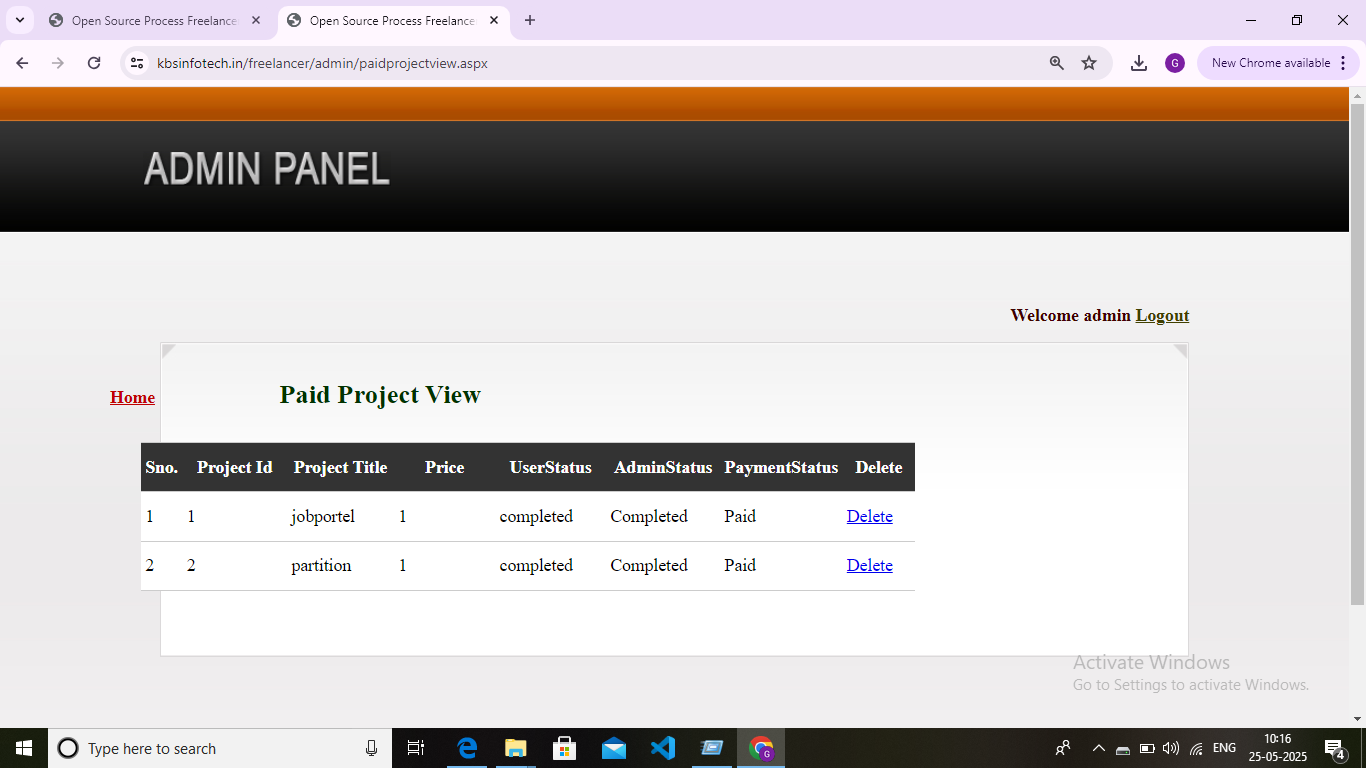 Open Source Process Freelance
Open Source Process Freelance
kbsinfotech.in/freelancer/admin/paidprojectview.aspx
G
New Chrome available
ADMIN PANEL
Welcome admin Logout
Home
Paid Project View
Sno. Project Id Project Title Price UserStatus AdminStatus PaymentStatus Delete
1 1 jobportel 1 completed Completed Paid Delete
2 2 partition 1 completed Completed Paid Delete
Activate Windows
Go to Settings to activate Windows.
Type here to search
G
ENG
10:16
25-05-2025
4